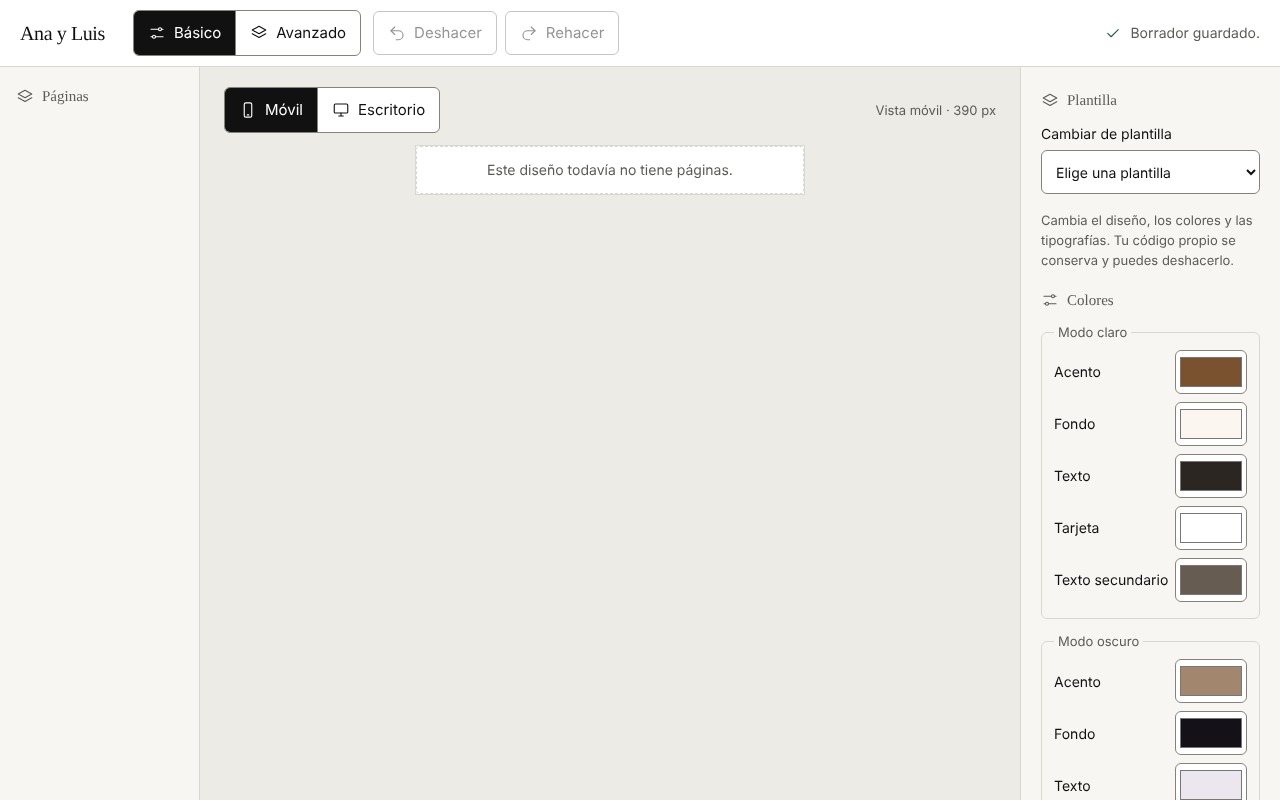 Ana y Luis
Básico
Avanzado
Deshacer
Rehacer
Borrador guardado.
Páginas
Móvil
Escritorio
Vista móvil · 390 px
Este diseño todavía no tiene páginas.
Plantilla
Cambiar de plantilla
Elige una plantilla
Cambia el diseño, los colores y las
tipografías. Tu código propio se
conserva y puedes deshacerlo.
Colores
Modo claro
Acento
Fondo
Texto
Tarjeta
Texto secundario
Modo oscuro
Acento
Fondo
Texto